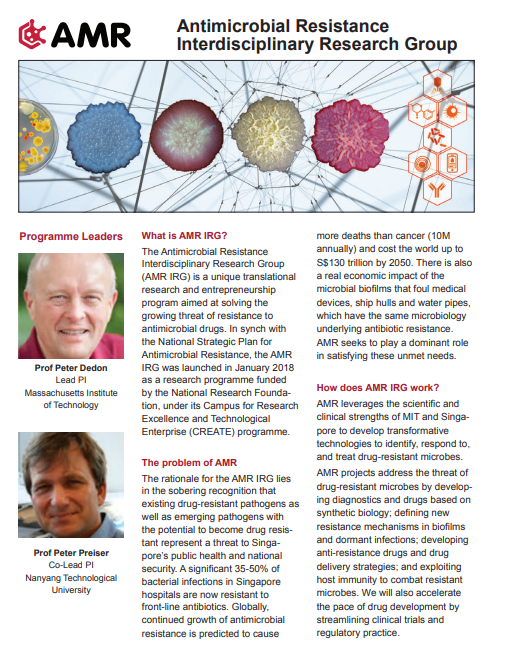 AMR
Antimicrobial Resistance
Interdisciplinary Research Group
Programme Leaders
Prof Peter Dedon
Lead PI
Massachusetts Institute
of Technology
Prof Peter Preiser
Co-Lead PI
Nanyang Technological
University
What is AMR IRG?
The Antimicrobial Resistance
Interdisciplinary Research Group
(AMR IRG) is a unique translational
research and entrepreneurship
program aimed at solving the
growing threat of resistance to
antimicrobial drugs. In synch with
the National Strategic Plan for
Antimicrobial Resistance, the AMR
IRG was launched in January 2018
as a research programme funded
by the National Research Founda-
tion, under its Campus for Research
Excellence and Technological
Enterprise (CREATE) programme.
The problem of AMR
The rationale for the AMR IRG lies
in the sobering recognition that
existing drug-resistant pathogens as
well as emerging pathogens with
the potential to become drug resis-
tant represent a threat to Singa-
pore's public health and national
security. A significant 35-50% of
bacterial infections in Singapore
hospitals are now resistant to
front-line antibiotics. Globally,
continued growth of antimicrobial
resistance is predicted to cause
more deaths than cancer (10M
annually) and cost the world up to
S$130 trillion by 2050. There is also
a real economic impact of the
microbial biofilms that foul medical
devices, ship hulls and water pipes,
which have the same microbiology
underlying antibiotic resistance.
AMR seeks to play a dominant role
in satisfying these unmet needs.
How does AMR IRG work?
AMR leverages the scientific and
clinical strengths of MIT and Singa-
pore to develop transformative
technologies to identify, respond to,
and treat drug-resistant microbes.
AMR projects address the threat of
drug-resistant microbes by develop-
ing diagnostics and drugs based on
synthetic biology; defining new
resistance mechanisms in biofilms
and dormant infections; developing
anti-resistance drugs and drug
delivery strategies; and exploiting
host immunity to combat resistant
microbes. We will also accelerate
the pace of drug development by
streamlining clinical trials and
regulatory practice.